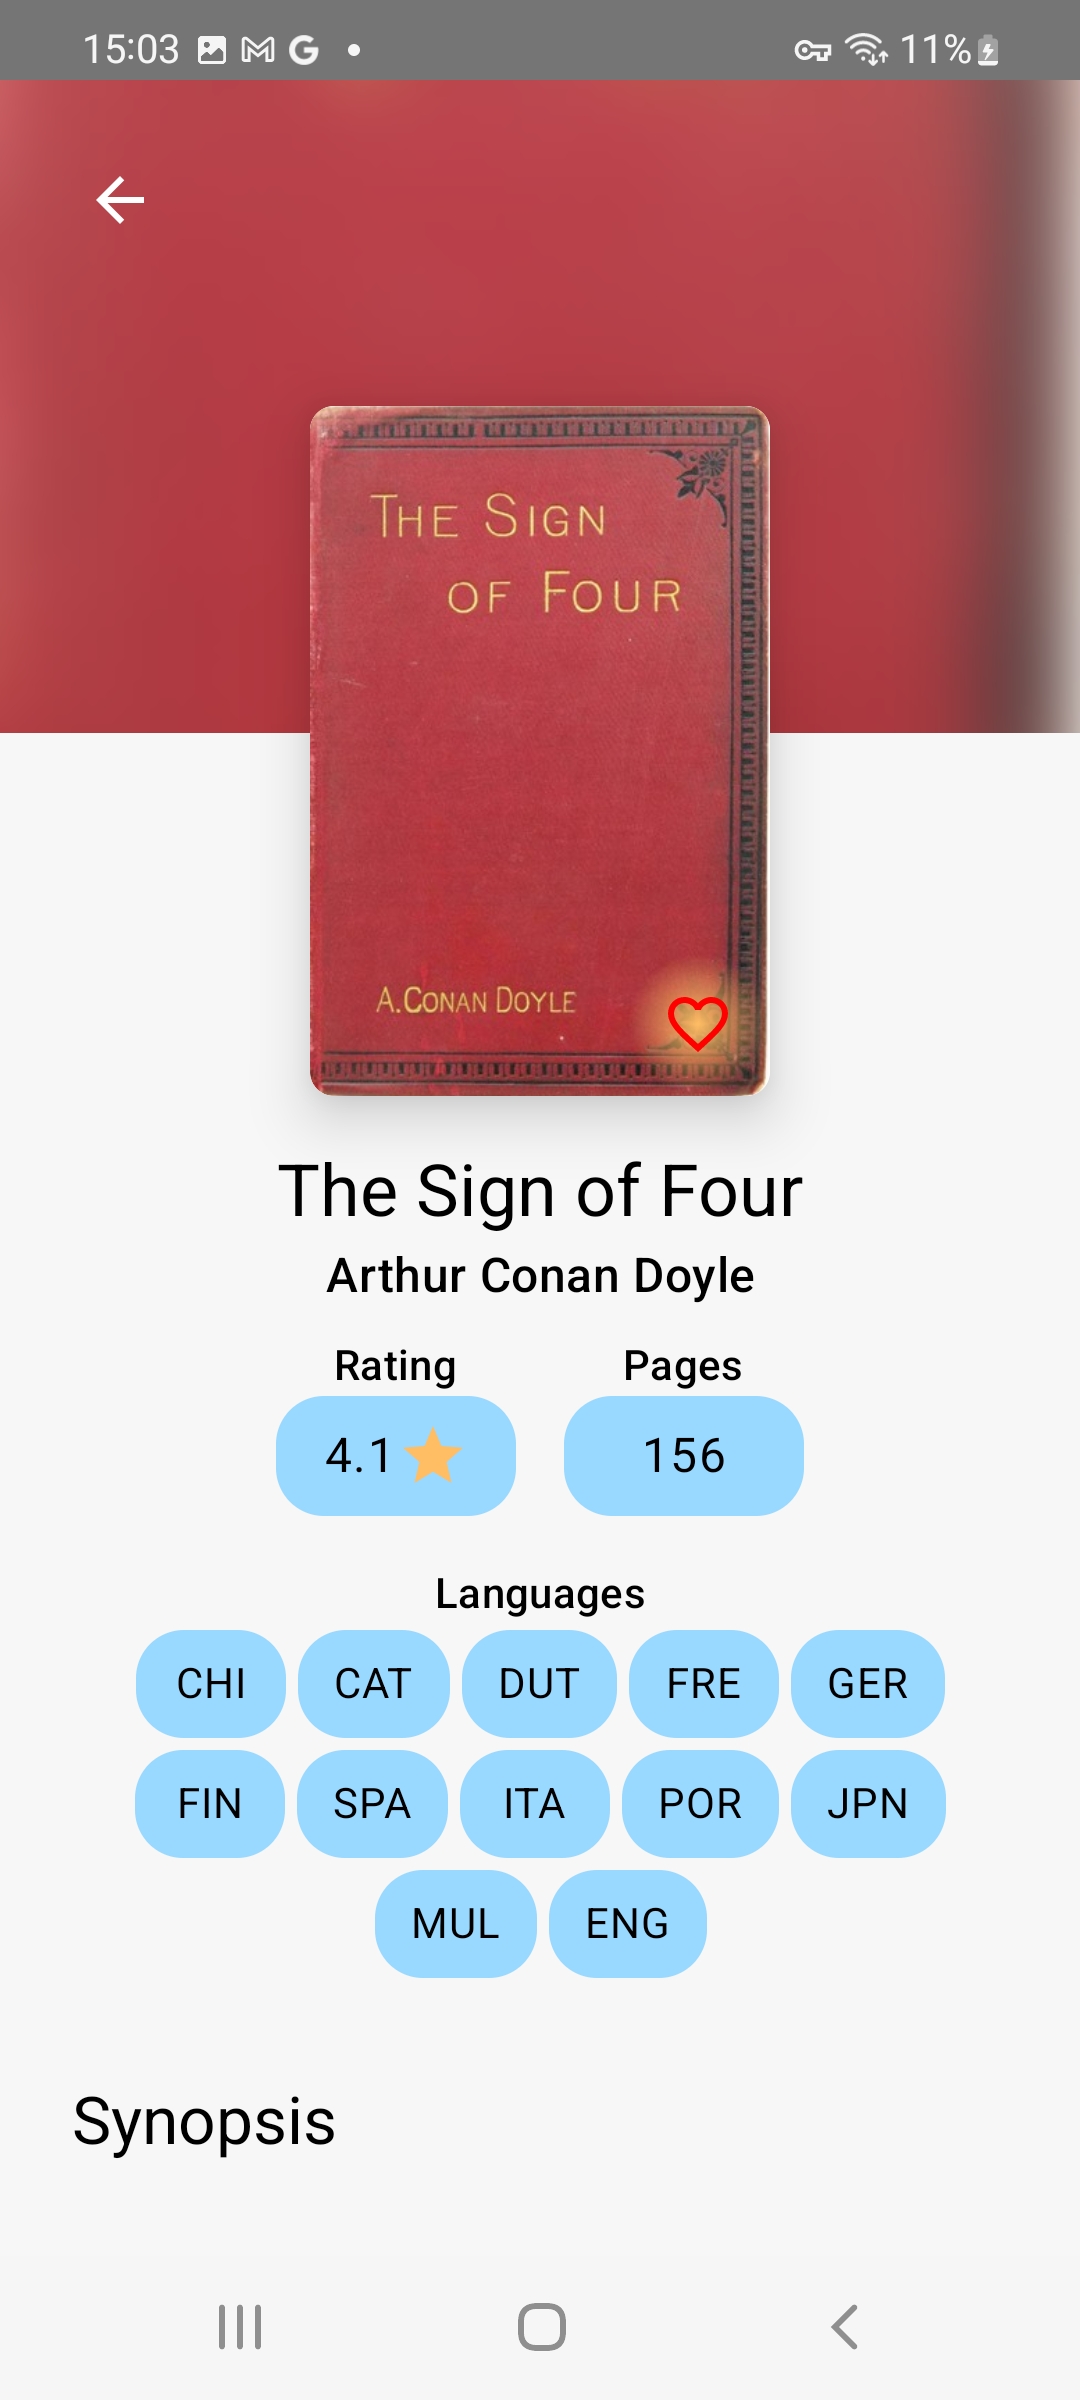 15:03 11%
The Sign
of Four
A. Conan Doyle
The Sign of Four
Arthur Conan Doyle
Rating Pages
4.1 156
Languages
CHI CAT DUT FRE GER
FIN SPA ITA POR JPN
MUL ENG
Synopsis